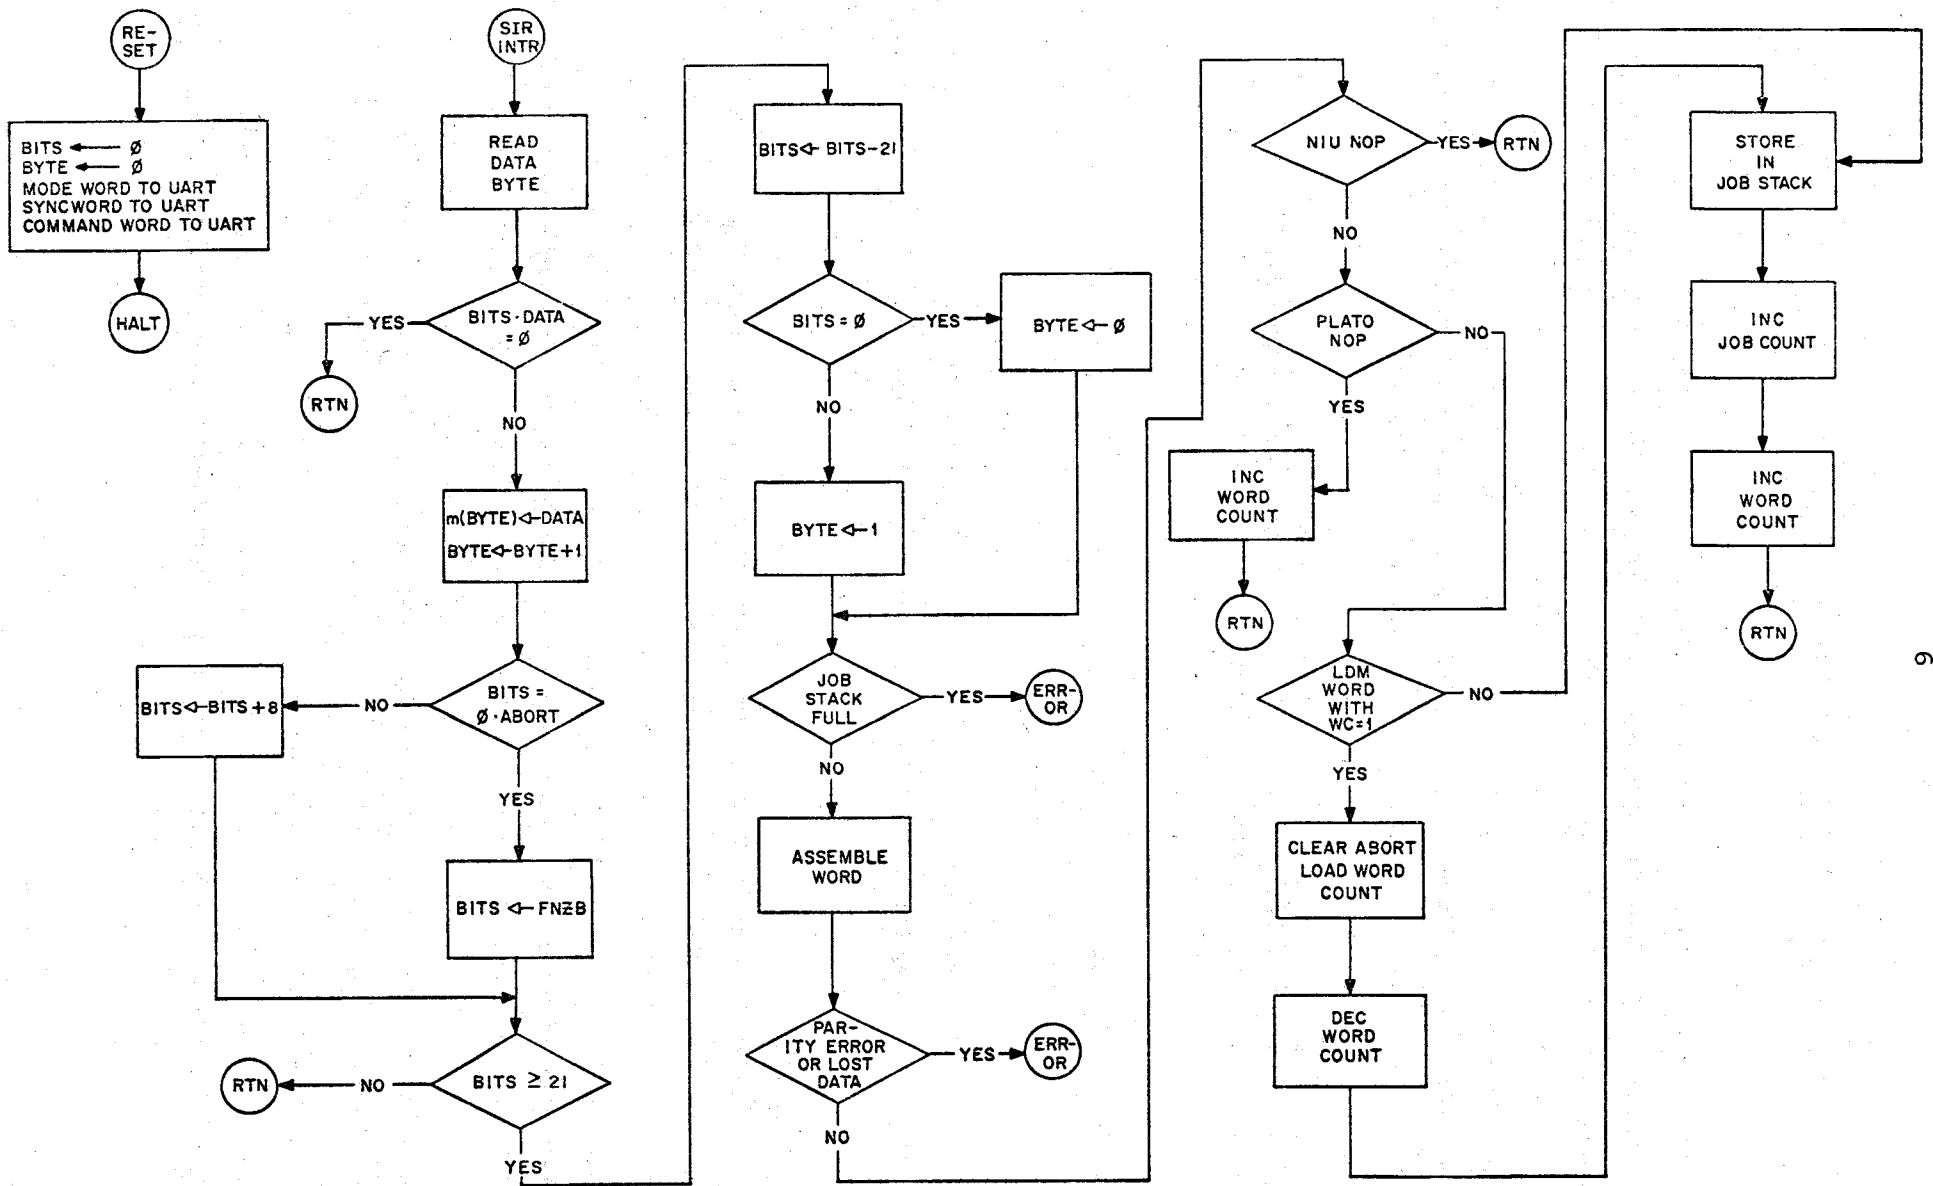 RE-
SET
BITS ← Ø
BYTE ← Ø
MODE WORD TO UART
SYNCWORD TO UART
COMMAND WORD TO UART
HALT
SIR
INTR
READ
DATA
BYTE
BITS·DATA
=Ø
YES
RTN
NO
m(BYTE)←DATA
BYTE←BYTE+1
BITS=
Ø·ABORT
NO
BITS←BITS+8
YES
BITS ← FNZB
BITS ≥ 21
NO
RTN
YES
BITS← BITS-21
BITS=Ø
YES
BYTE←Ø
NO
BYTE←1
JOB
STACK
FULL
YES
ERR-
OR
NO
ASSEMBLE
WORD
PAR-
ITY ERROR
OR LOST
DATA
YES
ERR-
OR
NO
NIU NOP
YES
RTN
NO
PLATO
NOP
NO
YES
INC
WORD
COUNT
RTN
LDM
WORD
WITH
WC=1
NO
YES
CLEAR ABORT
LOAD WORD
COUNT
DEC
WORD
COUNT
STORE
IN
JOB STACK
INC
JOB COUNT
INC
WORD
COUNT
RTN
6